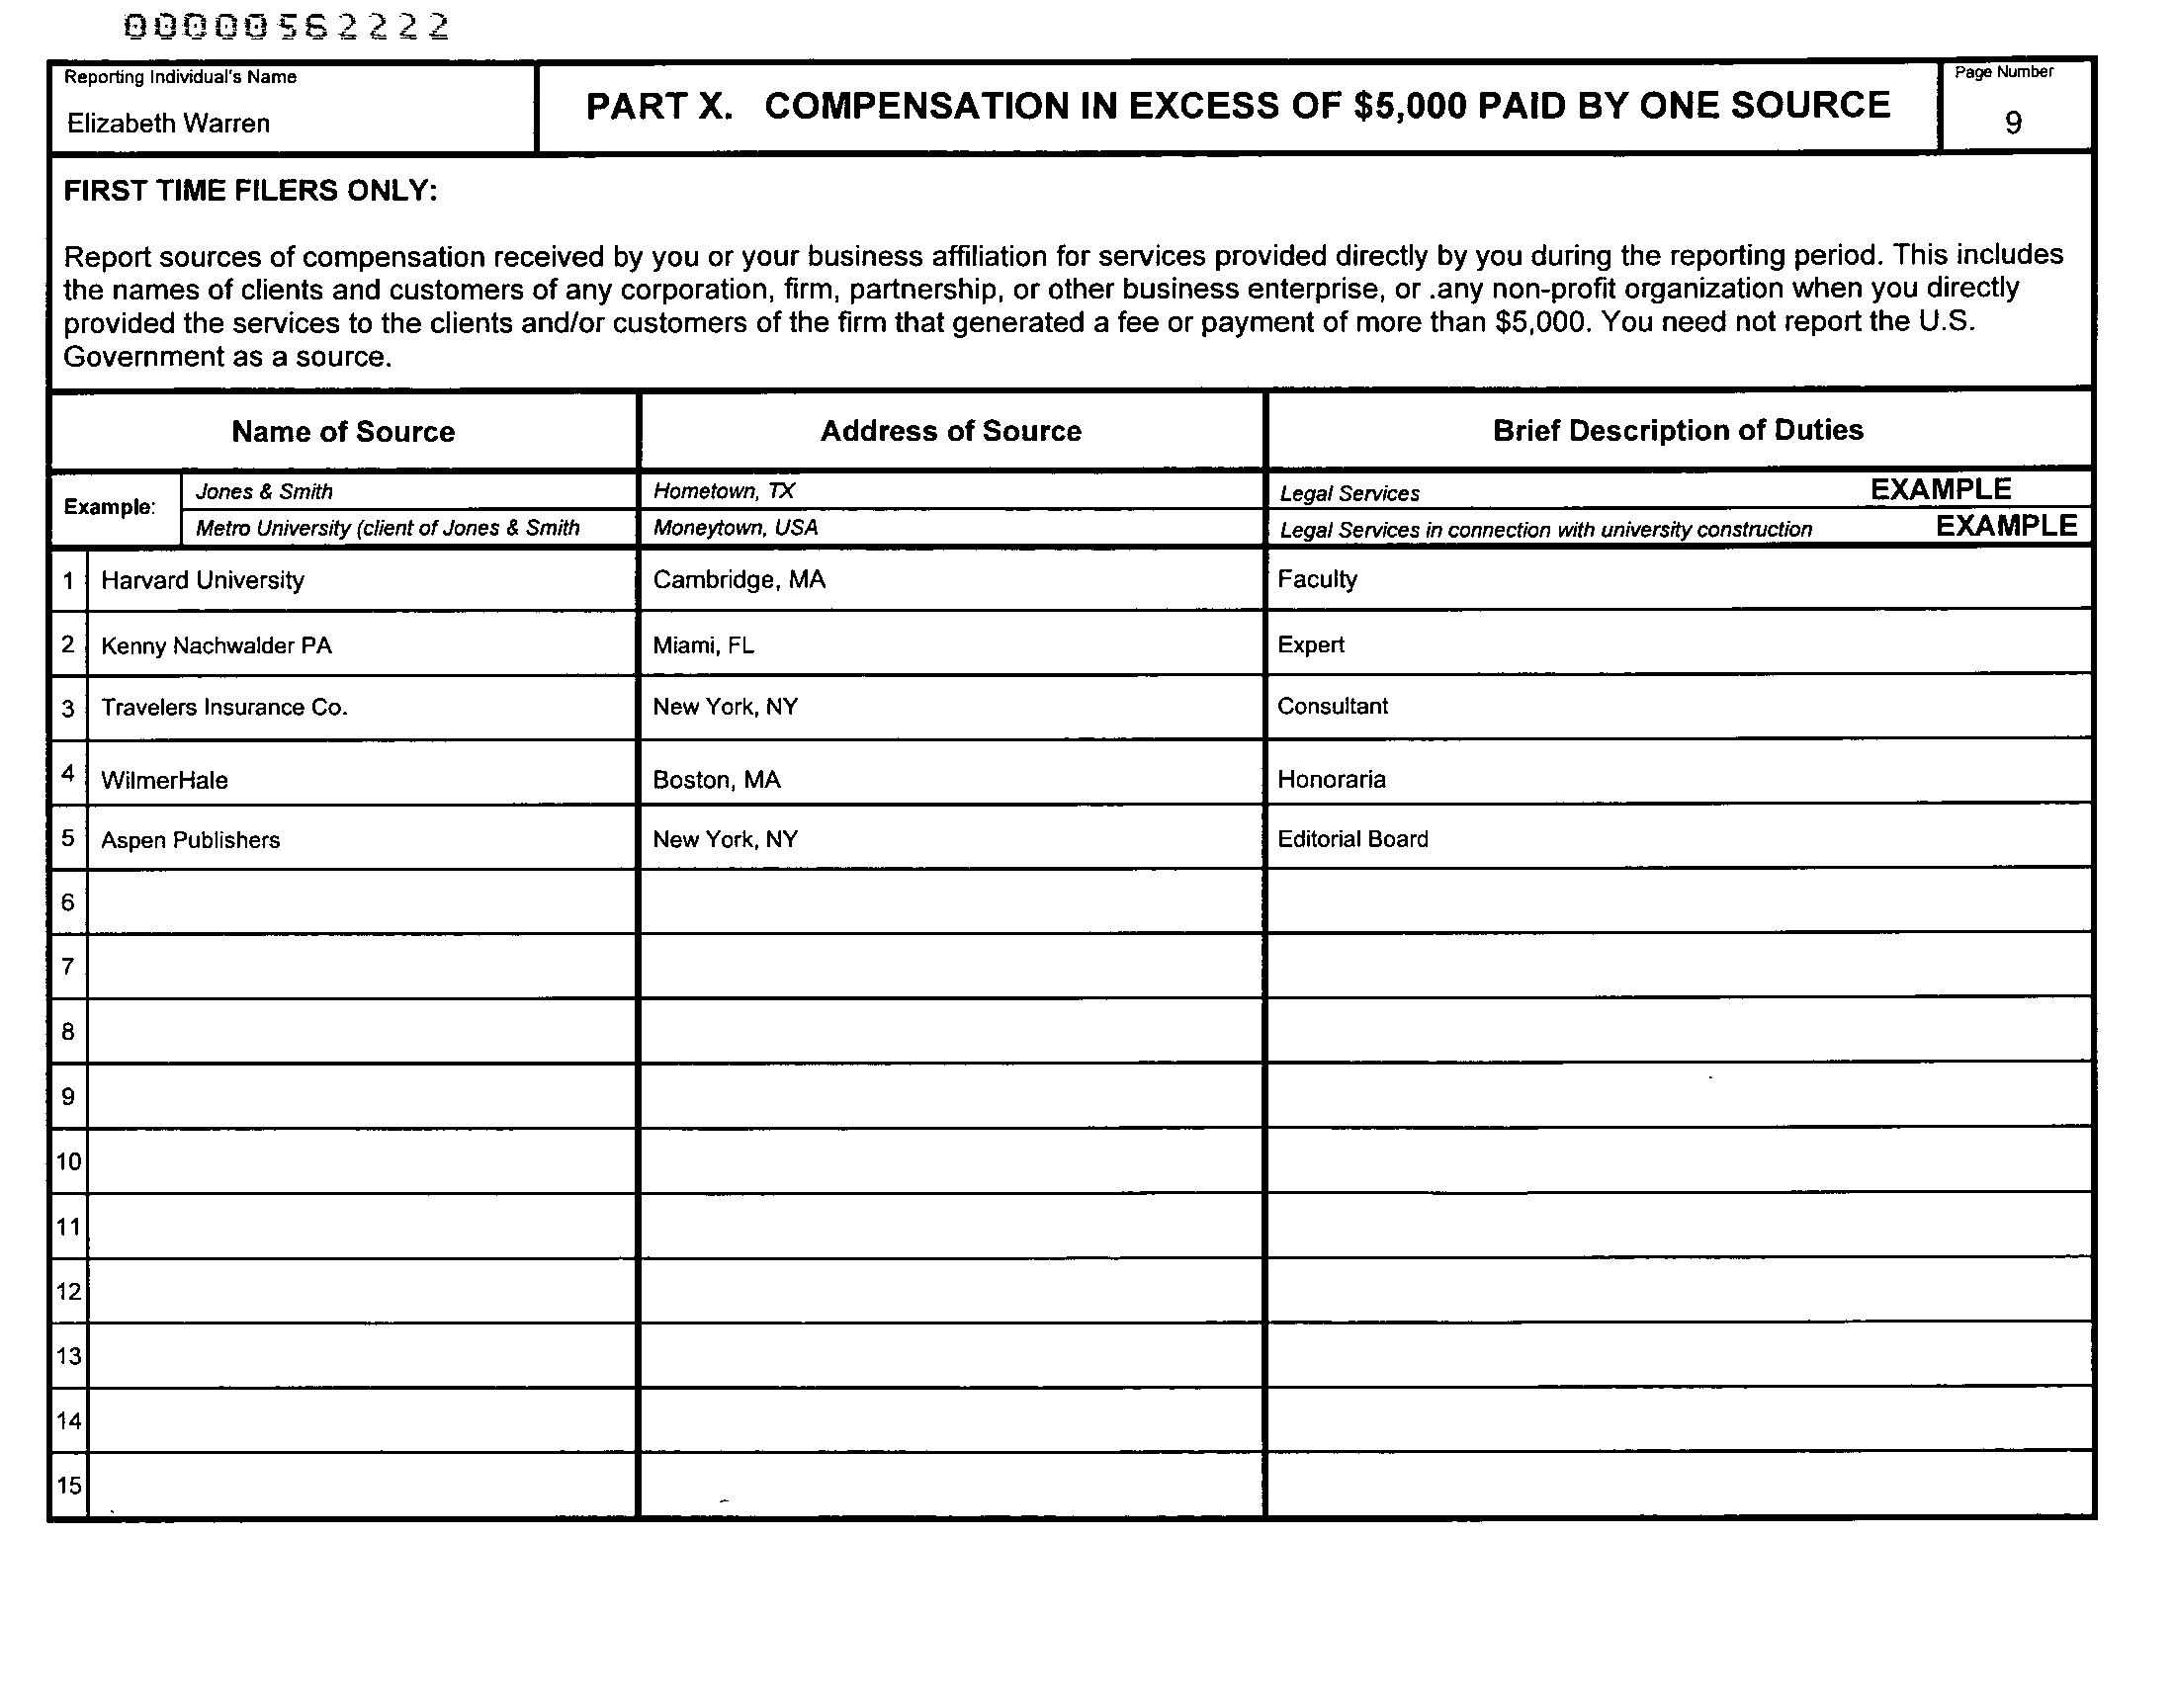 00000562222
Reporting Individual's Name
Elizabeth Warren
PART X. COMPENSATION IN EXCESS OF $5,000 PAID BY ONE SOURCE
Page Number
9
FIRST TIME FILERS ONLY:
Report sources of compensation received by you or your business affiliation for services provided directly by you during the reporting period. This includes
the names of clients and customers of any corporation, firm, partnership, or other business enterprise, or .any non-profit organization when you directly
provided the services to the clients and/or customers of the firm that generated a fee or payment of more than $5,000. You need not report the U.S.
Government as a source.
Name of Source Address of Source Brief Description of Duties
Example:
Jones & Smith Hometown, TX Legal Services EXAMPLE
Metro University (client of Jones & Smith Moneytown, USA Legal Services in connection with university construction EXAMPLE
1 Harvard University Cambridge, MA Faculty
2 Kenny Nachwalder PA Miami, FL Expert
3 Travelers Insurance Co. New York, NY Consultant
4 WilmerHale Boston, MA Honoraria
5 Aspen Publishers New York, NY Editorial Board
6
7
8
9
10
11
12
13
14
15